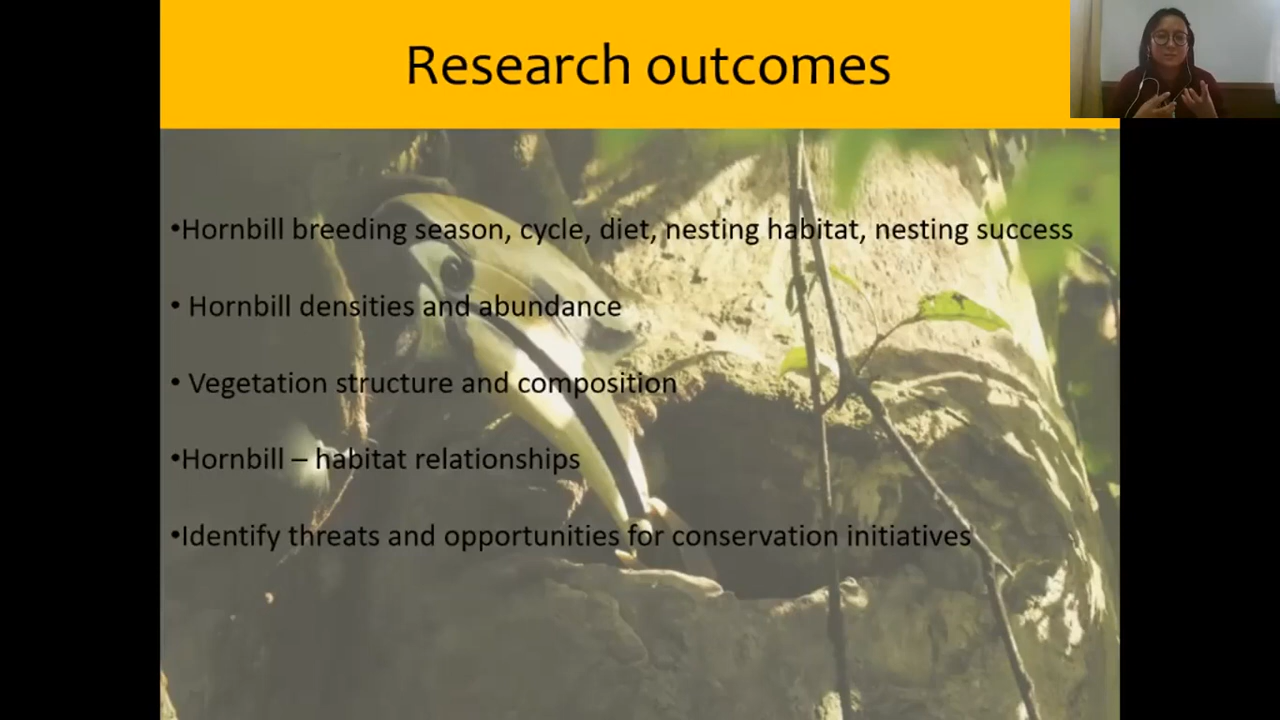 Research outcomes
•Hornbill breeding season, cycle, diet, nesting habitat, nesting success
• Hornbill densities and abundance
• Vegetation structure and composition
•Hornbill – habitat relationships
•Identify threats and opportunities for conservation initiatives